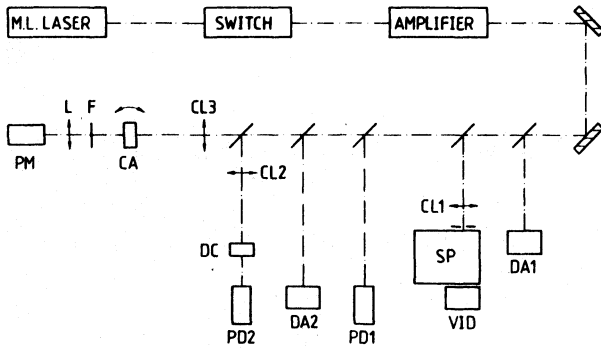 M.L. LASER
SWITCH
AMPLIFIER
L
F
CL3
PM
CA
CL2
CL1
DC
SP
DA1
PD2
DA2
PD1
VID